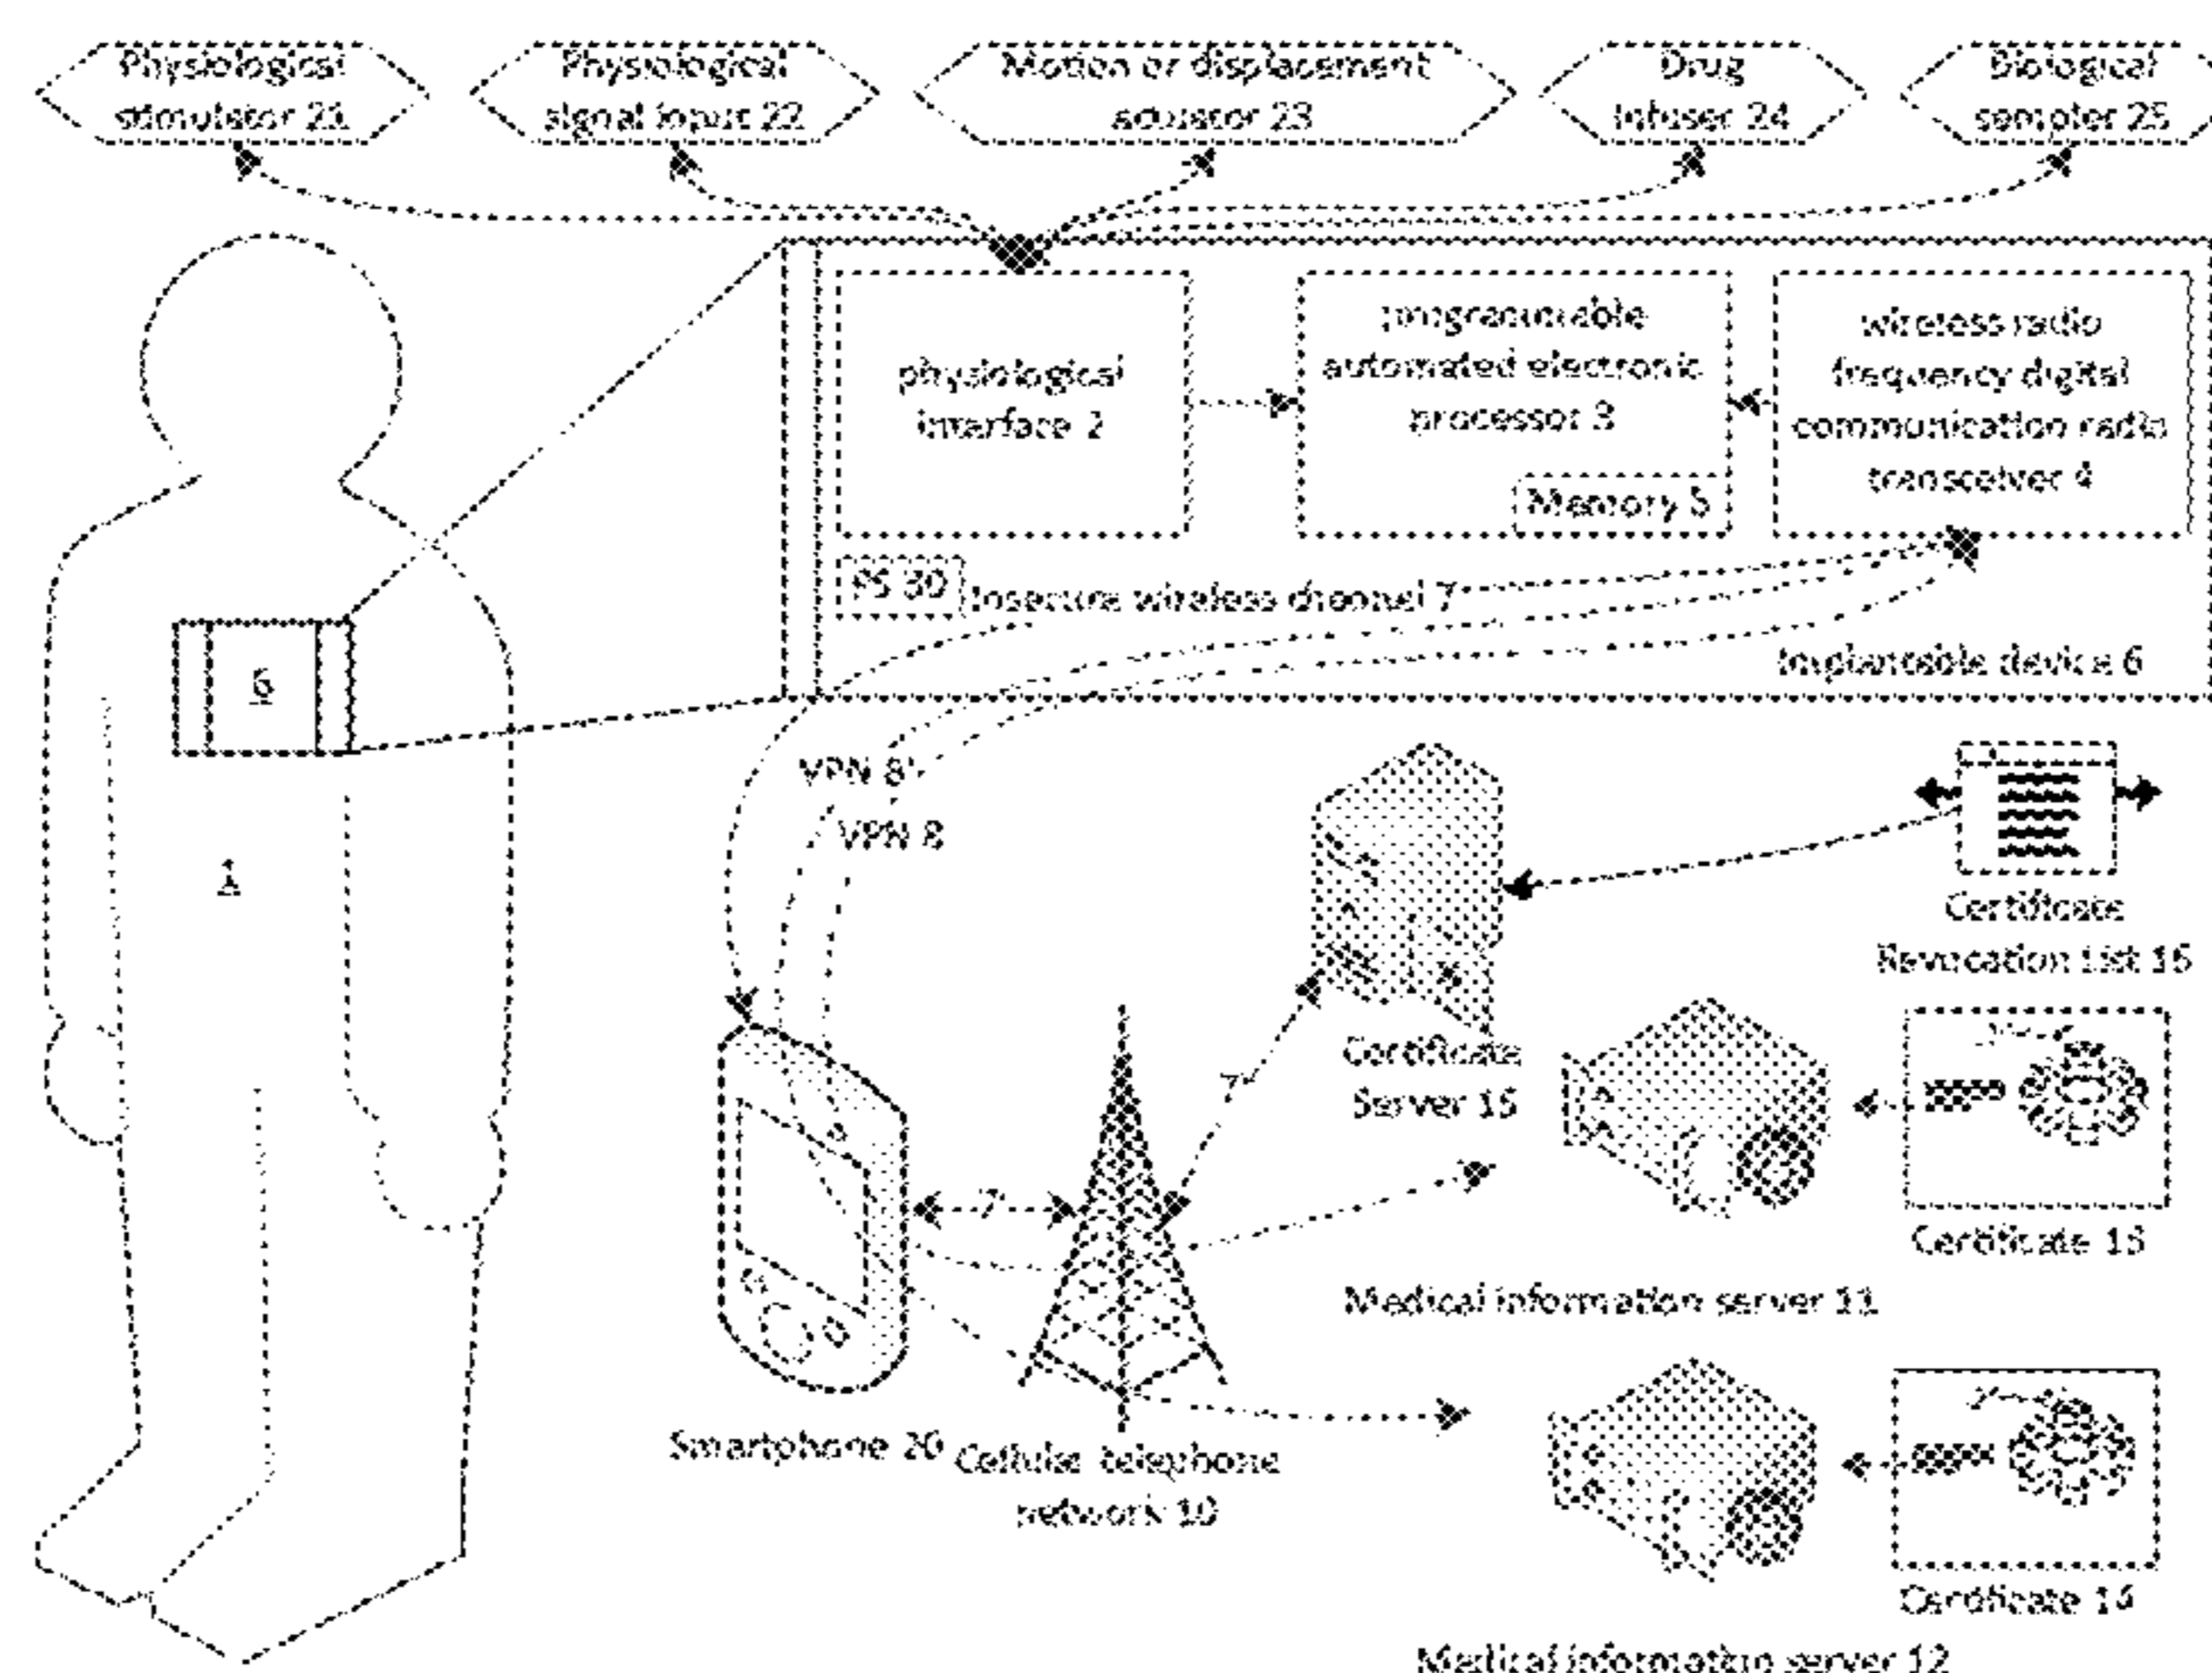 Physiological
stimulator 21
Physiological
signal input 22
Motion or displacement
actuator 23
Drug
infuser 24
Biological
sampler 25
physiological
interface 2
programmable
automated electronic
processor 3
Memory 5
wireless radio
frequency digital
communication radio
transceiver 4
PS 30
Insecure wireless channel 7
Implantable device 6
6
1
VPN 8'
VPN 8
Certificate
Revocation List 16
Certificate
Server 15
7'
7'
Certificate 13
Medical information server 11
Smartphone 20
Cellular telephone
network 10
Certificate 14
Medical information server 12